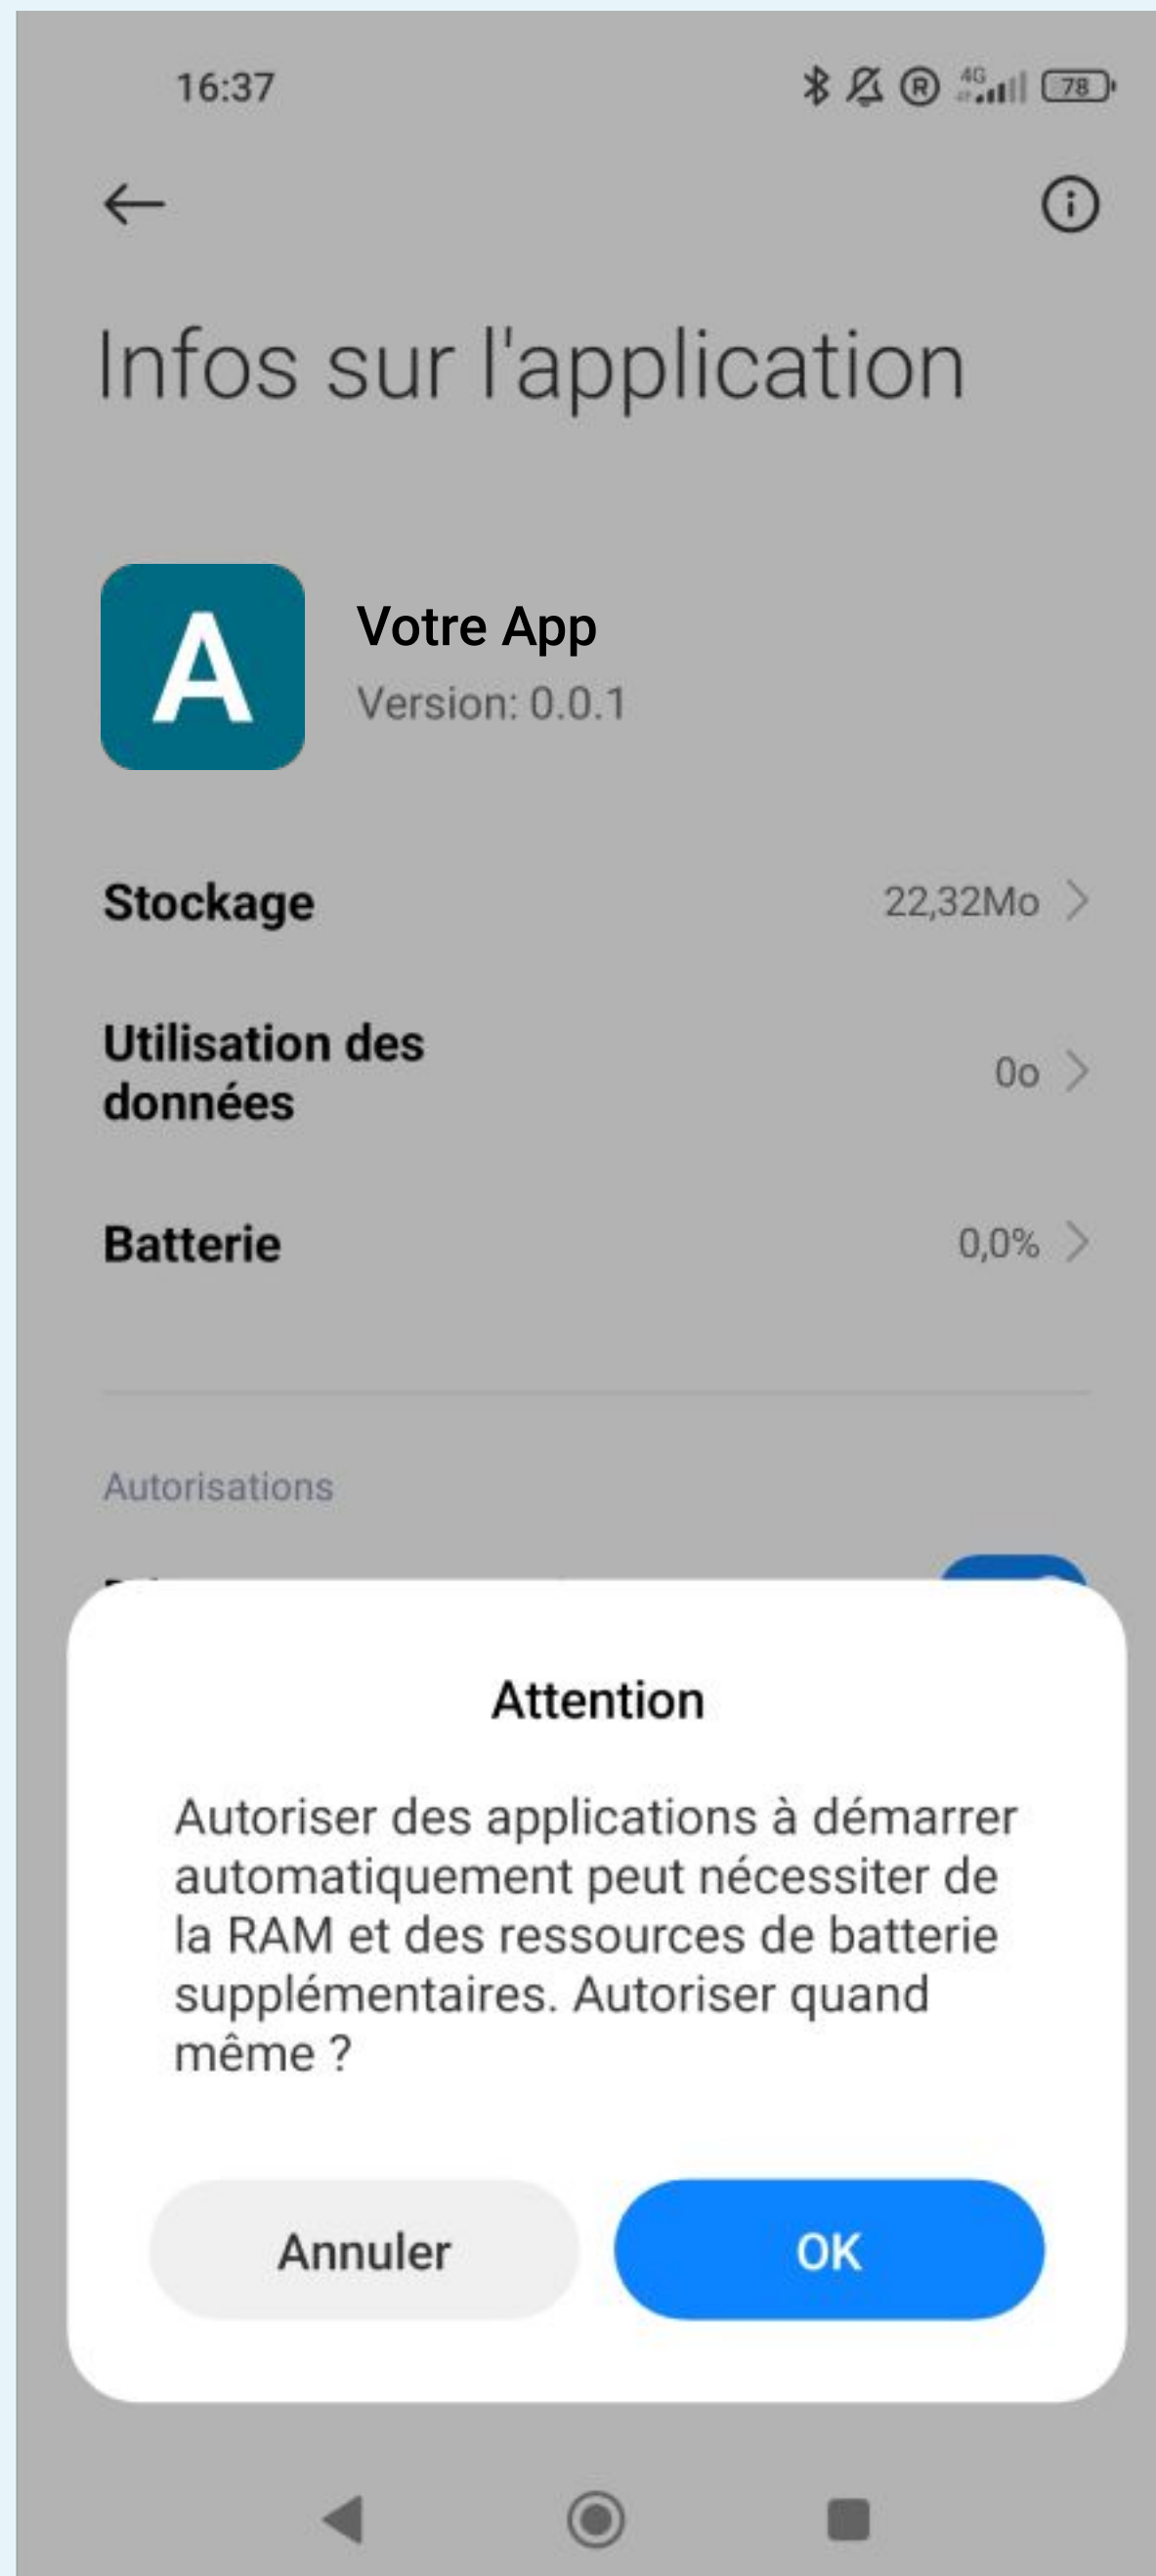 16:37
4G
78
Infos sur l'application
A
Votre App
Version: 0.0.1
Stockage
22,32Mo
Utilisation des
données
0o
Batterie
0,0%
Autorisations
Attention
Autoriser des applications à démarrer
automatiquement peut nécessiter de
la RAM et des ressources de batterie
supplémentaires. Autoriser quand
même ?
Annuler
OK